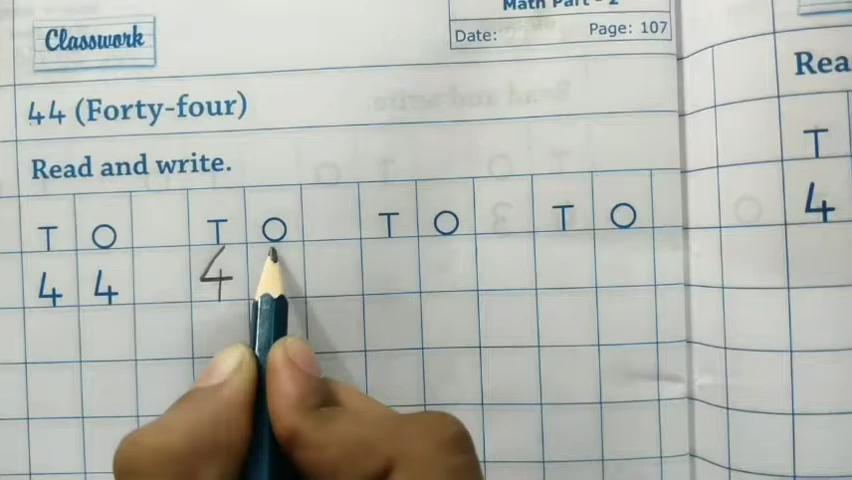 Math Part - 2
Classwork
Date: Page: 107
44 (Forty-four)
Read and write.
T O T O T O T O
4 4 4
Rea
T
4